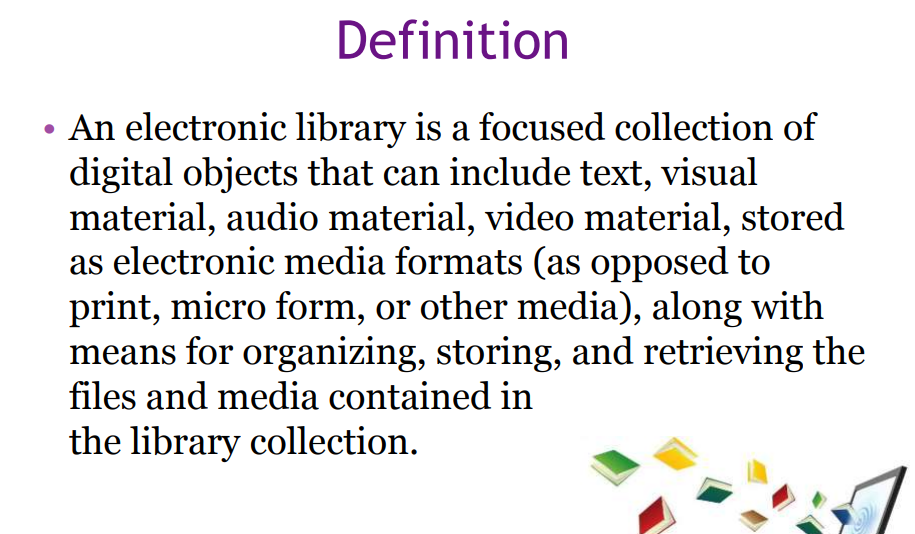 Definition
• An electronic library is a focused collection of
digital objects that can include text, visual
material, audio material, video material, stored
as electronic media formats (as opposed to
print, micro form, or other media), along with
means for organizing, storing, and retrieving the
files and media contained in
the library collection.